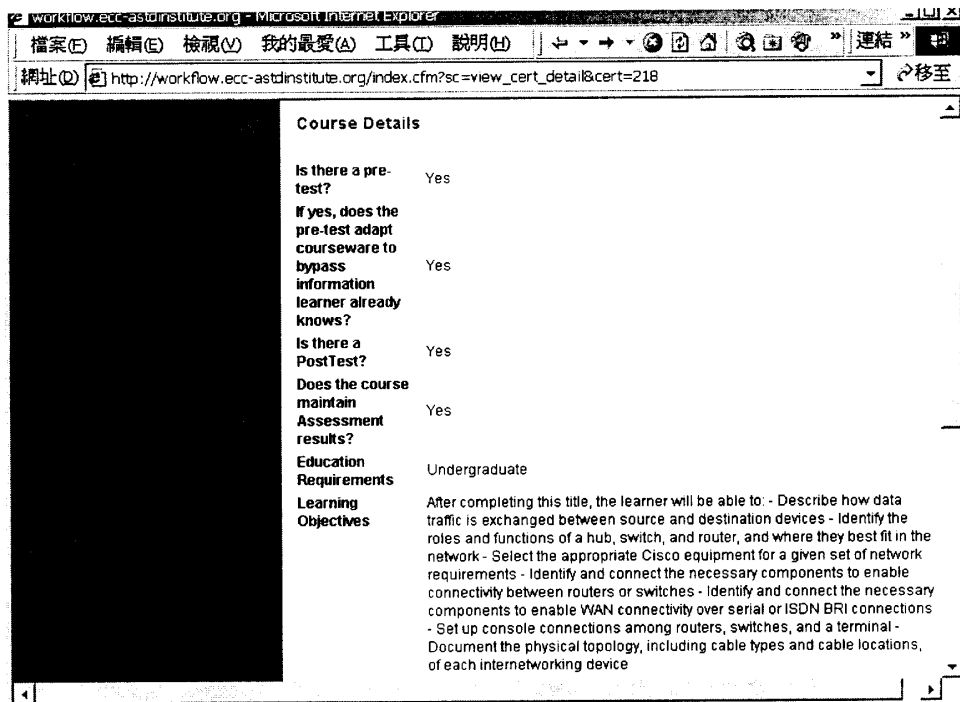 workflow.ecc-astdinstitute.org - Microsoft Internet Explorer
檔案(F) 編輯(E) 檢視(V) 我的最愛(A) 工具(T) 說明(H) » 連結 »
網址(D) http://workflow.ecc-astdinstitute.org/index.cfm?sc=view_cert_detail&cert=218 移至
Course Details
Is there a pre-
test?
Yes
If yes, does the
pre-test adapt
courseware to
bypass
information
learner already
knows?
Yes
Is there a
PostTest?
Yes
Does the course
maintain
Assessment
results?
Yes
Education
Requirements
Undergraduate
Learning
Objectives
After completing this title, the learner will be able to: - Describe how data
traffic is exchanged between source and destination devices - Identify the
roles and functions of a hub, switch, and router, and where they best fit in the
network - Select the appropriate Cisco equipment for a given set of network
requirements - Identify and connect the necessary components to enable
connectivity between routers or switches - Identify and connect the necessary
components to enable WAN connectivity over serial or ISDN BRI connections
- Set up console connections among routers, switches, and a terminal -
Document the physical topology, including cable types and cable locations,
of each internetworking device